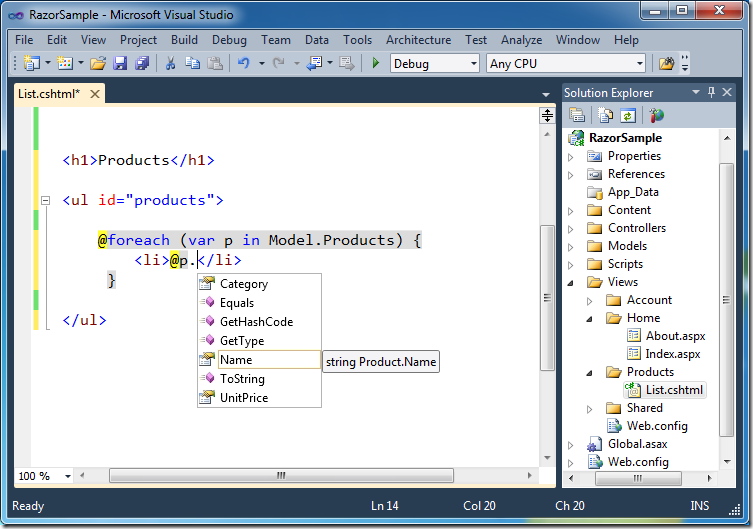 RazorSample - Microsoft Visual Studio
File Edit View Project Build Debug Team Data Tools Architecture Test Analyze Window Help
Debug Any CPU
List.cshtml* ×
<h1>Products</h1>
<ul id="products">
@foreach (var p in Model.Products) {
<li>@p.</li>
}
</ul>
Category
Equals
GetHashCode
GetType
Name string Product.Name
ToString
UnitPrice
100 %
Solution Explorer
RazorSample
Properties
References
App_Data
Content
Controllers
Models
Scripts
Views
Account
Home
About.aspx
Index.aspx
Products
List.cshtml
Shared
Web.config
Global.asax
Web.config
Ready Ln 14 Col 20 Ch 20 INS